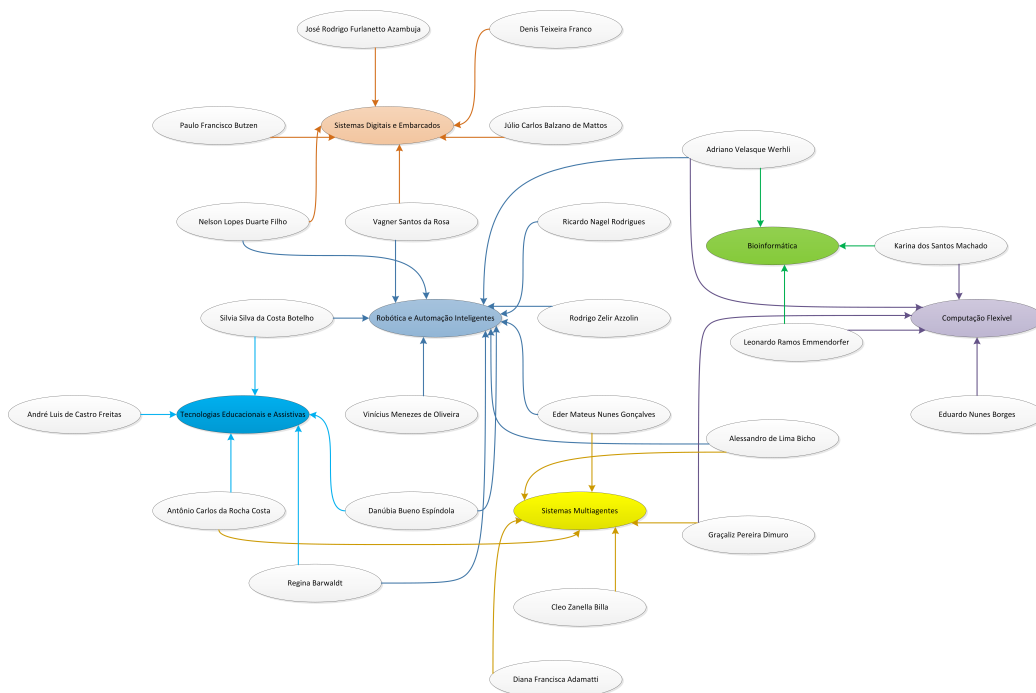 José Rodrigo Furlanetto Azambuja
Denis Teixeira Franco
Paulo Francisco Butzen
Sistemas Digitais e Embarcados
Júlio Carlos Balzano de Mattos
Adriano Velasque Werhli
Nelson Lopes Duarte Filho
Vagner Santos da Rosa
Ricardo Nagel Rodrigues
Bioinformática
Karina dos Santos Machado
Silvia Silva da Costa Botelho
Robótica e Automação Inteligentes
Rodrigo Zelir Azzolin
Computação Flexível
Leonardo Ramos Emmendorfer
André Luis de Castro Freitas
Tecnologias Educacionais e Assistivas
Vinícius Menezes de Oliveira
Eder Mateus Nunes Gonçalves
Eduardo Nunes Borges
Alessandro de Lima Bicho
Antônio Carlos da Rocha Costa
Danúbia Bueno Espíndola
Sistemas Multiagentes
Graçaliz Pereira Dimuro
Regina Barwaldt
Cleo Zanella Billa
Diana Francisca Adamatti